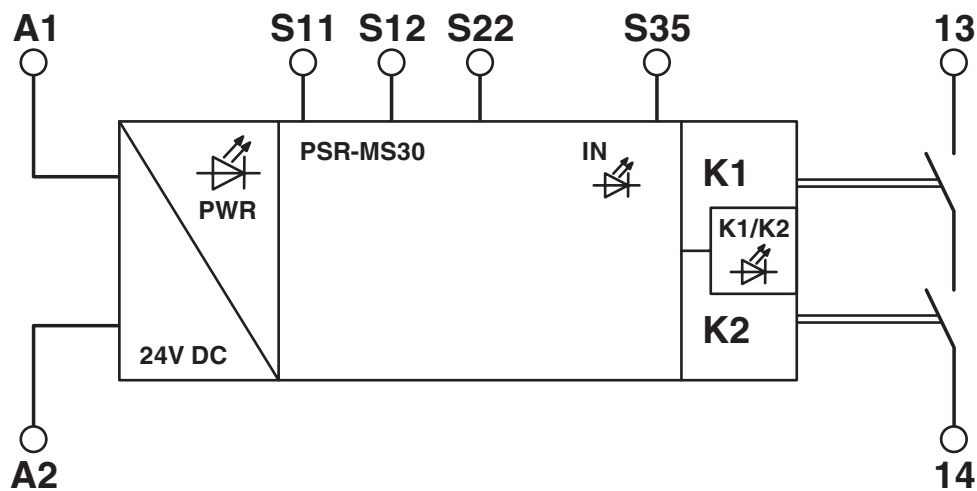 A1 S11 S12 S22 S35 13
PSR-MS30 IN
PWR
K1
K1/K2
K2
24V DC
A2 14